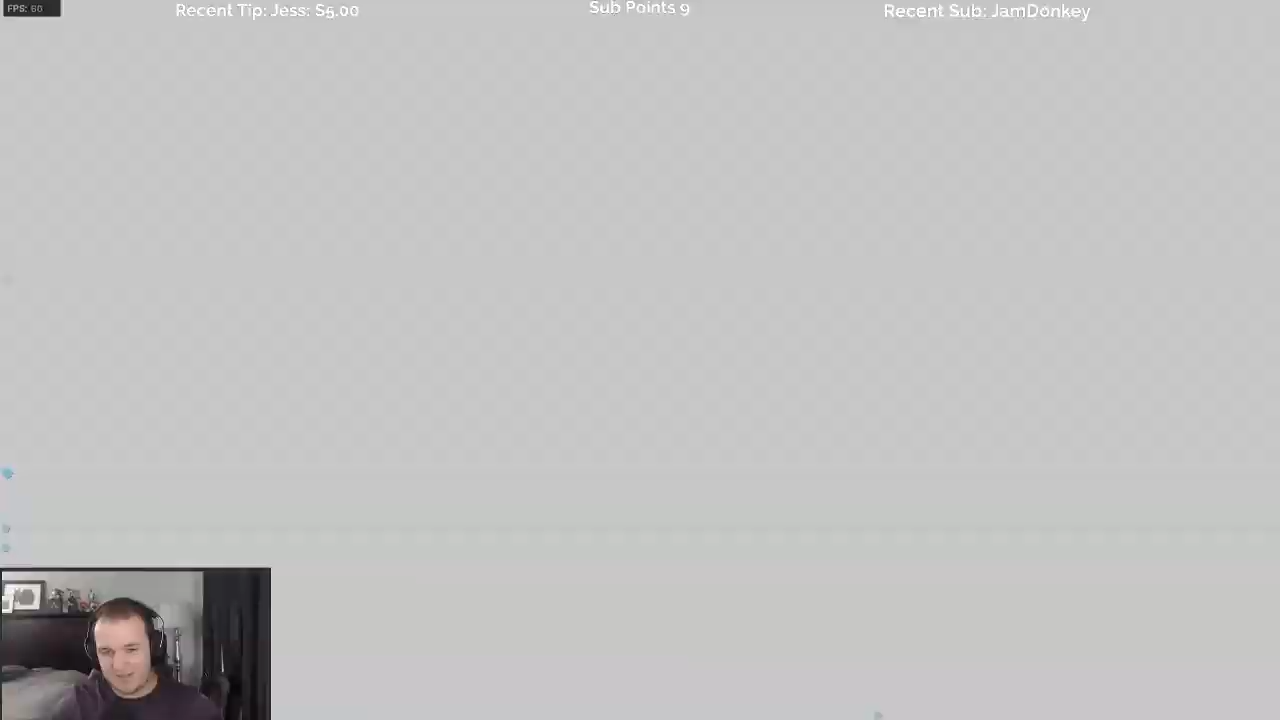 FPS: 60
Recent Tip: Jess: $5.00
Sub Points 9
Recent Sub: JamDonkey